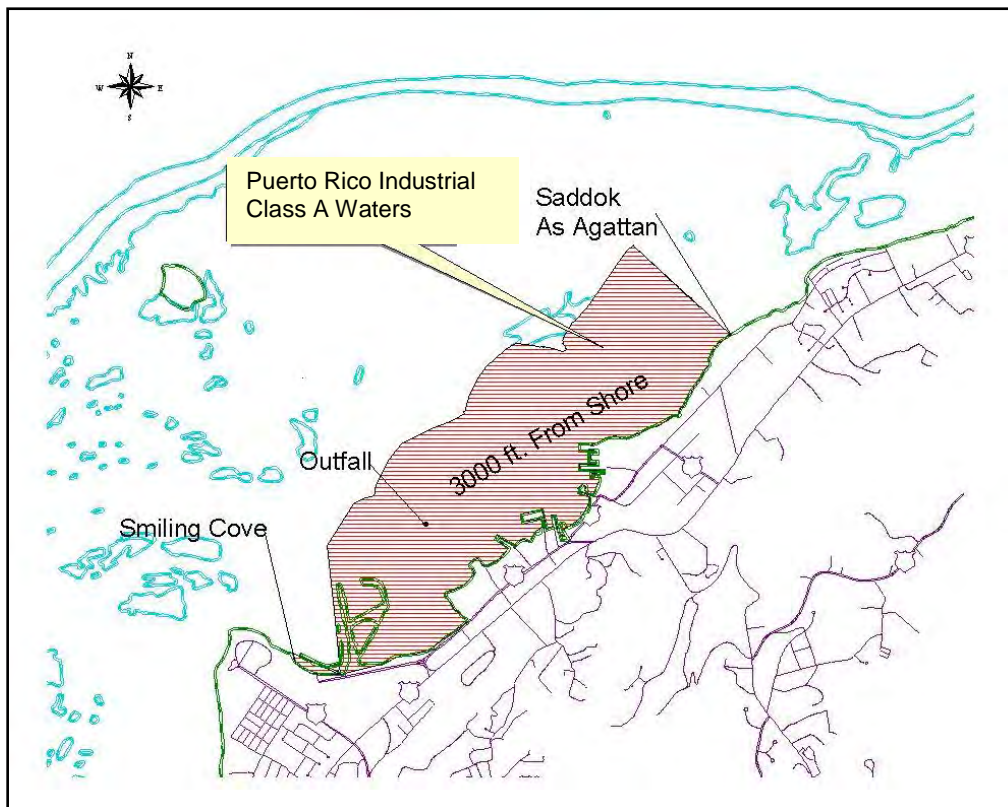 N
W E
S
Puerto Rico Industrial
Class A Waters
Saddok
As Agattan
3000 ft. From Shore
Outfall
Smiling Cove